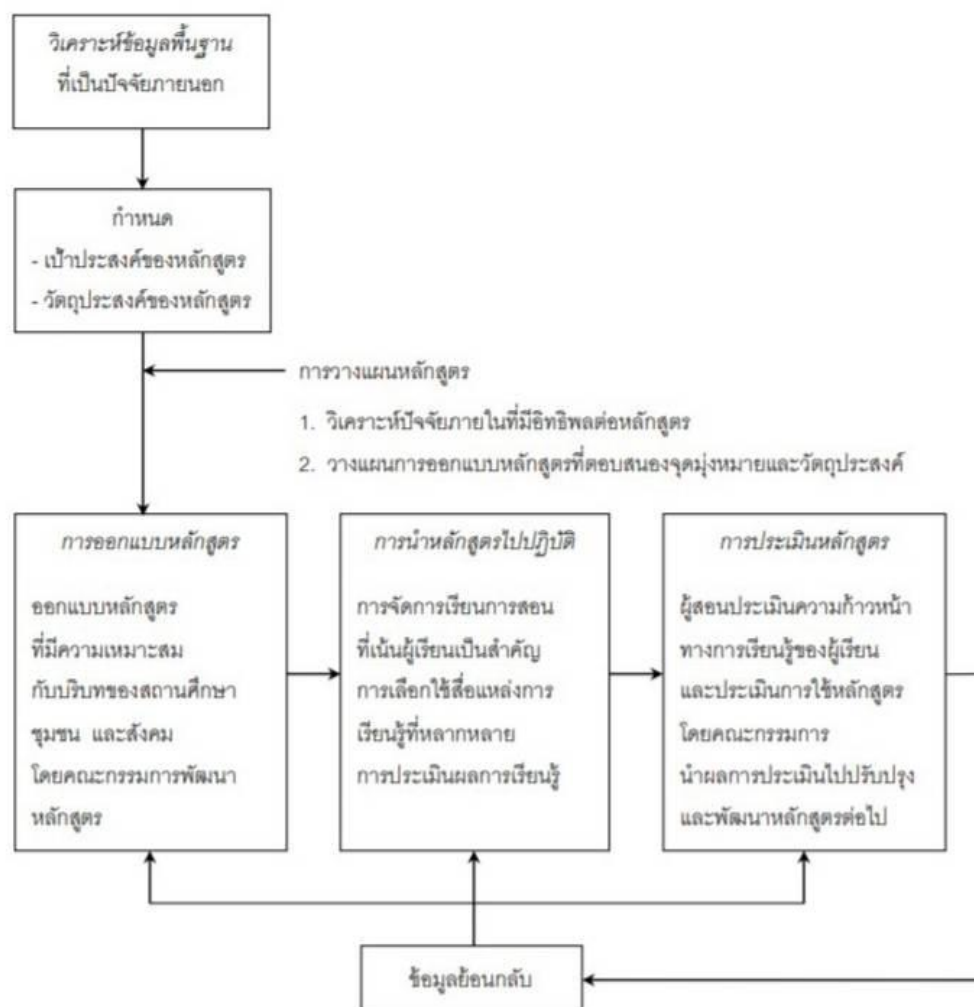 วิเคราะห์ข้อมูลพื้นฐาน
ที่เป็นปัจจัยภายนอก
กำหนด
- เป้าประสงค์ของหลักสูตร
- วัตถุประสงค์ของหลักสูตร
การวางแผนหลักสูตร
1. วิเคราะห์ปัจจัยภายในที่มีอิทธิพลต่อหลักสูตร
2. วางแผนการออกแบบหลักสูตรที่ตอบสนองจุดมุ่งหมายและวัตถุประสงค์
การออกแบบหลักสูตร
ออกแบบหลักสูตร
ที่มีความเหมาะสม
กับบริบทของสถานศึกษา
ชุมชน และสังคม
โดยคณะกรรมการพัฒนา
หลักสูตร
การนำหลักสูตรไปปฏิบัติ
การจัดการเรียนการสอน
ที่เน้นผู้เรียนเป็นสำคัญ
การเลือกใช้สื่อแหล่งการ
เรียนรู้ที่หลากหลาย
การประเมินผลการเรียนรู้
การประเมินหลักสูตร
ผู้สอนประเมินความก้าวหน้า
ทางการเรียนรู้ของผู้เรียน
และประเมินการใช้หลักสูตร
โดยคณะกรรมการ
นำผลการประเมินไปปรับปรุง
และพัฒนาหลักสูตรต่อไป
ข้อมูลย้อนกลับ